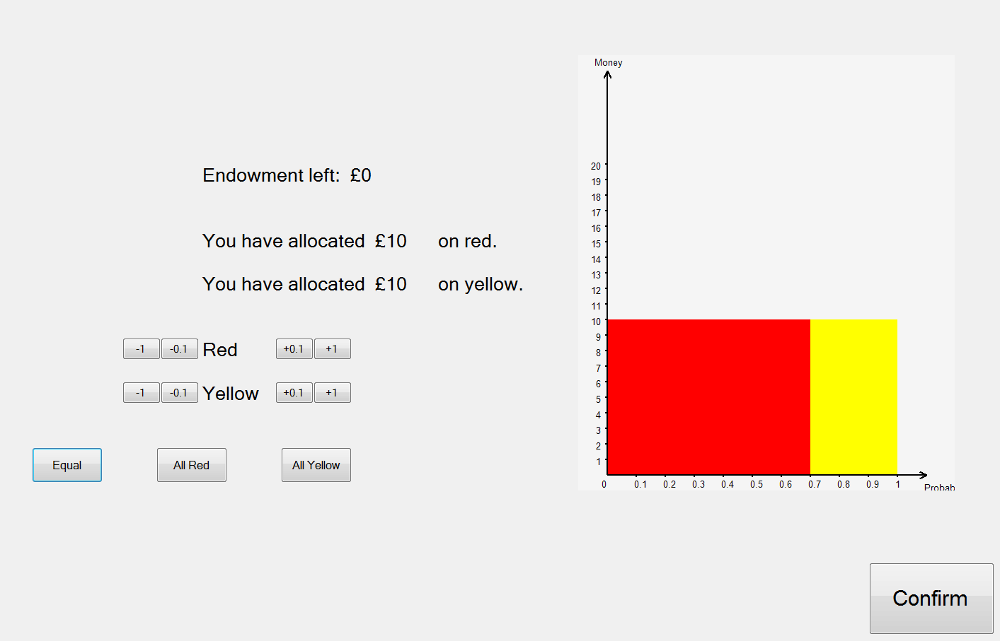 Money
Endowment left: £0
You have allocated £10 on red.
You have allocated £10 on yellow.
-1 -0.1 Red +0.1 +1
-1 -0.1 Yellow +0.1 +1
Equal All Red All Yellow
20
19
18
17
16
15
14
13
12
11
10
9
8
7
6
5
4
3
2
1
0 0.1 0.2 0.3 0.4 0.5 0.6 0.7 0.8 0.9 1
Probab
Confirm